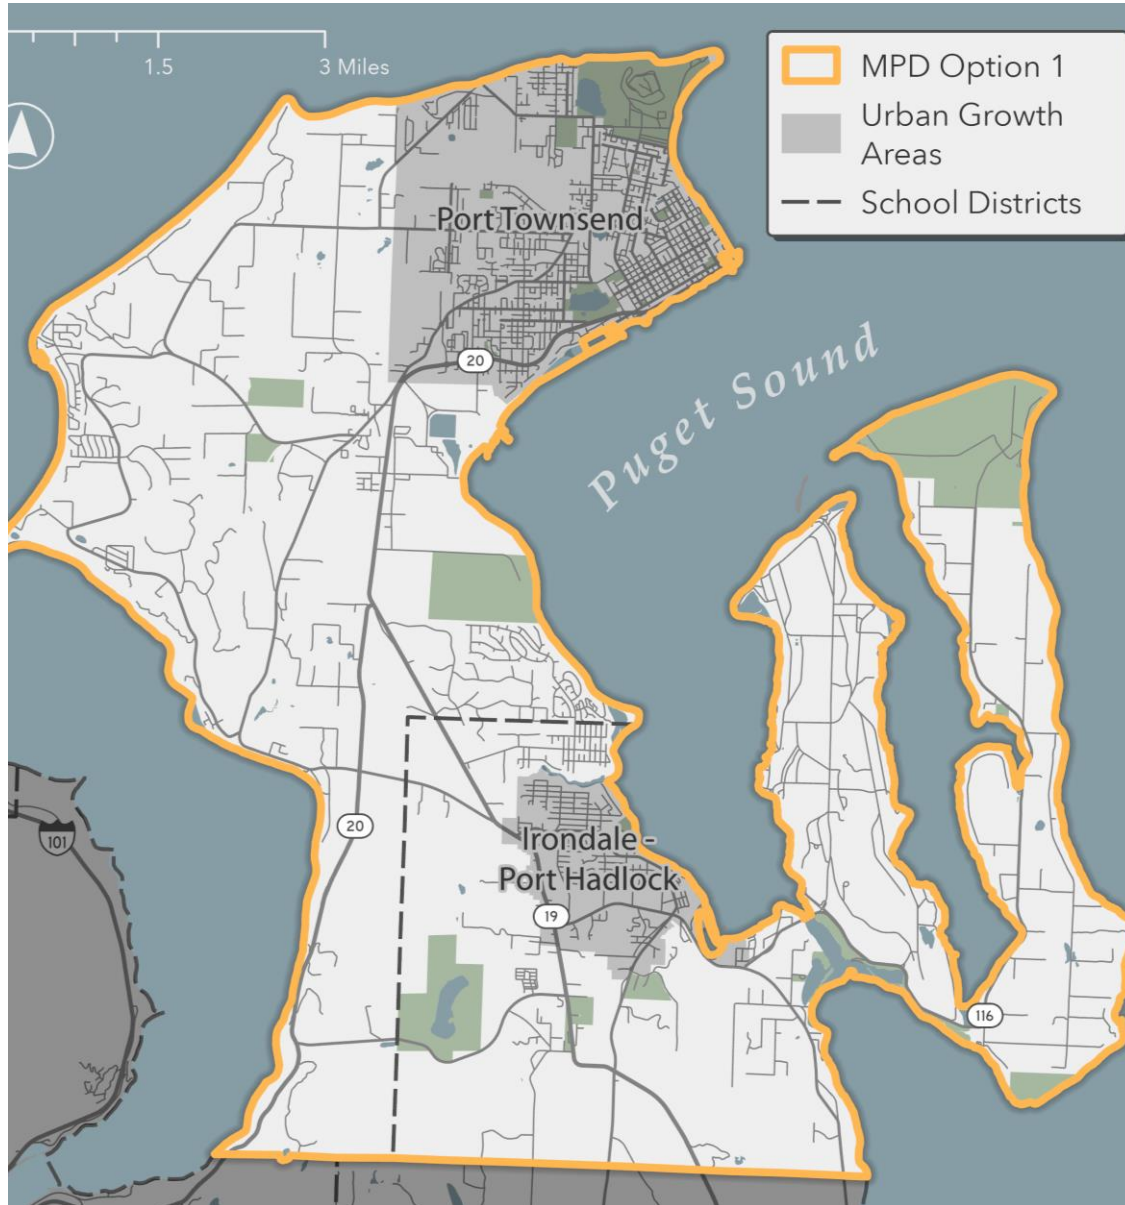 1.5
3 Miles
MPD Option 1
Urban Growth
Areas
School Districts
Port Townsend
20
Puget Sound
101
20
Irondale -
Port Hadlock
19
116